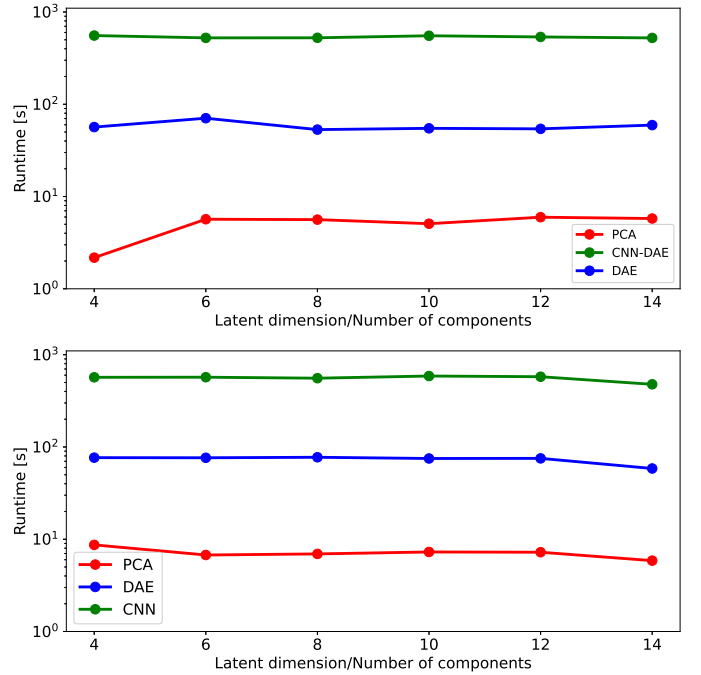 10³
10²
10¹
10⁰
Runtime [s]
4 6 8 10 12 14
Latent dimension/Number of components
PCA
CNN-DAE
DAE
10³
10²
10¹
10⁰
Runtime [s]
PCA
DAE
CNN
4 6 8 10 12 14
Latent dimension/Number of components